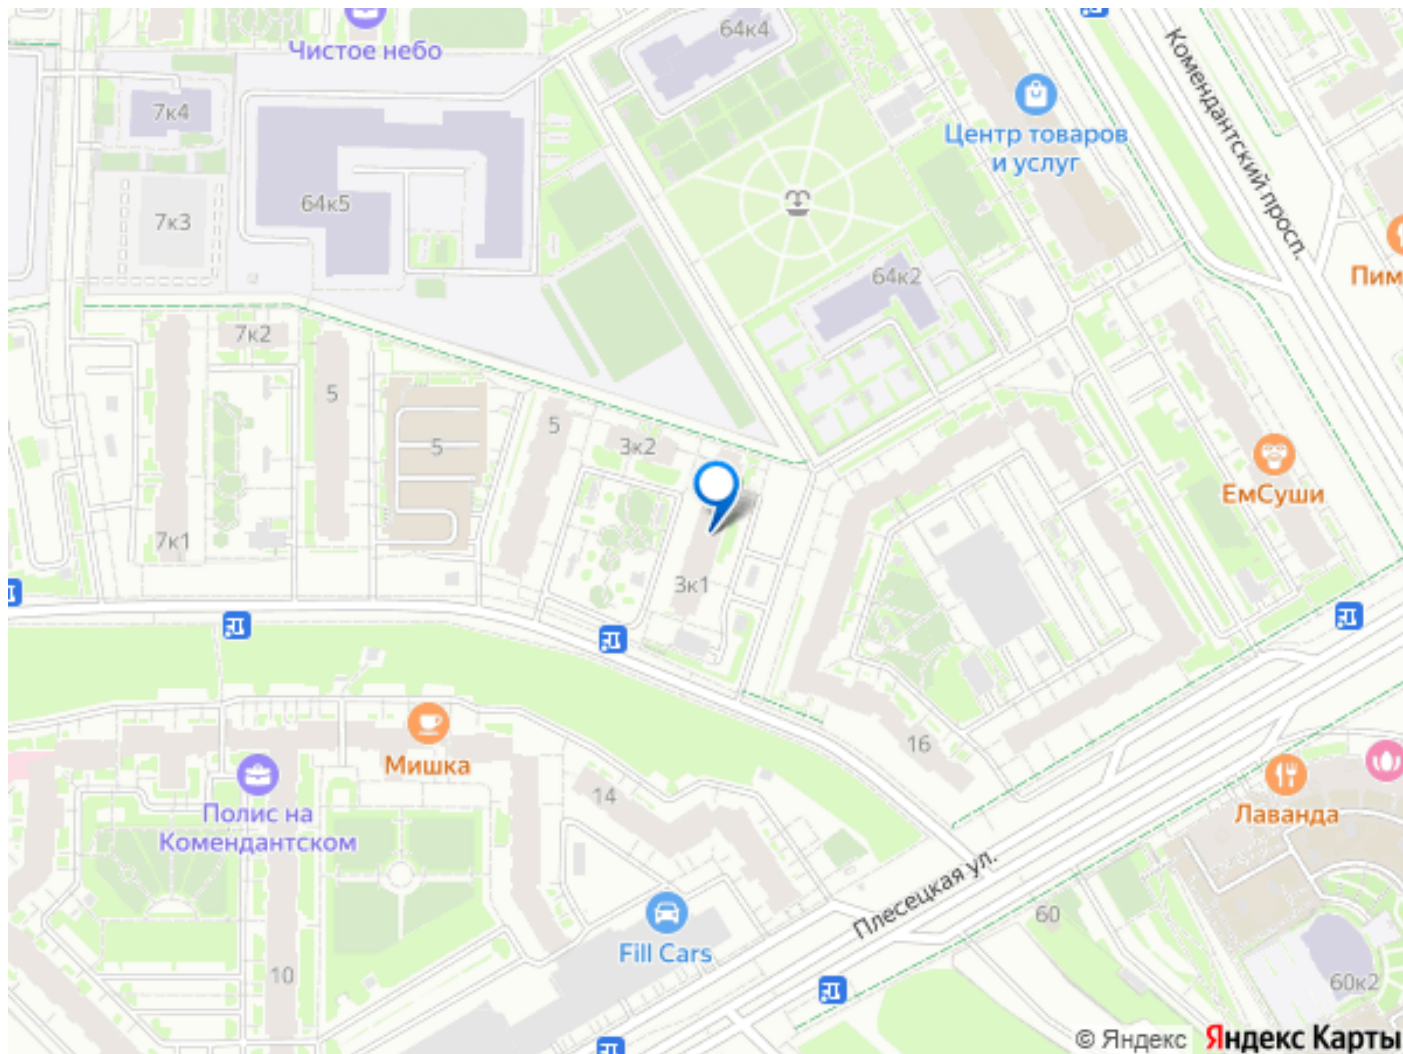 64к4
Чистое небо
Комендантский просп.
7к4
Центр товаров
и услуг
64к5
7к3
64к2
Пим
7к2
5
5
3к2
5
ЕмСуши
7к1
3к1
Мишка
16
14
Полис на
Комендантском
Лаванда
Плесецкая ул.
60
Fill Cars
10
60к2
© Яндекс Яндекс Карты